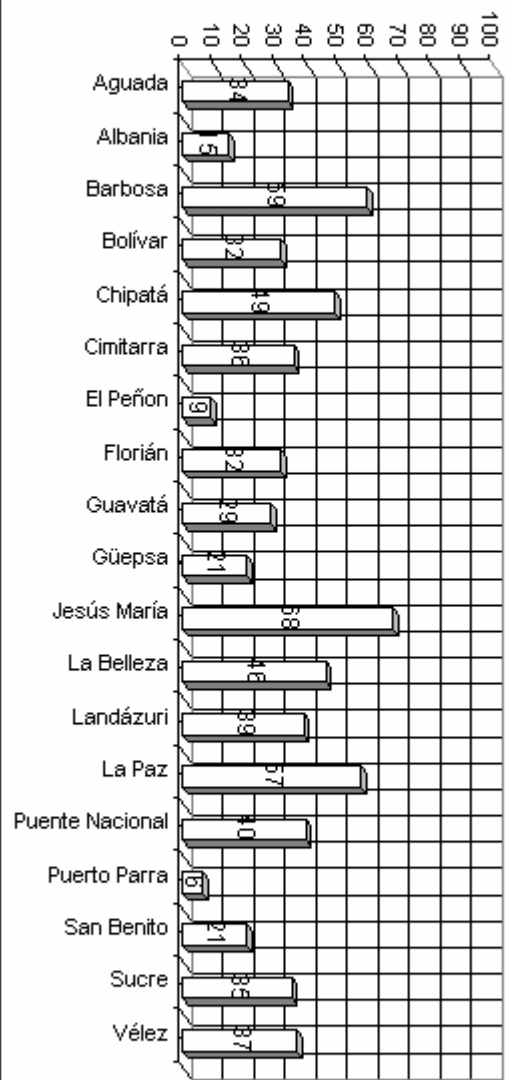 0 10 20 30 40 50 60 70 80 90 100
Aguada 34
Albania 15
Barbosa 59
Bolívar 32
Chipatá 49
Cimitarra 36
El Peñon 9
Florián 32
Guavatá 29
Güepsa 21
Jesús María 68
La Belleza 46
Landázuri 39
La Paz 57
Puente Nacional 40
Puerto Parra 6
San Benito 21
Sucre 35
Vélez 37